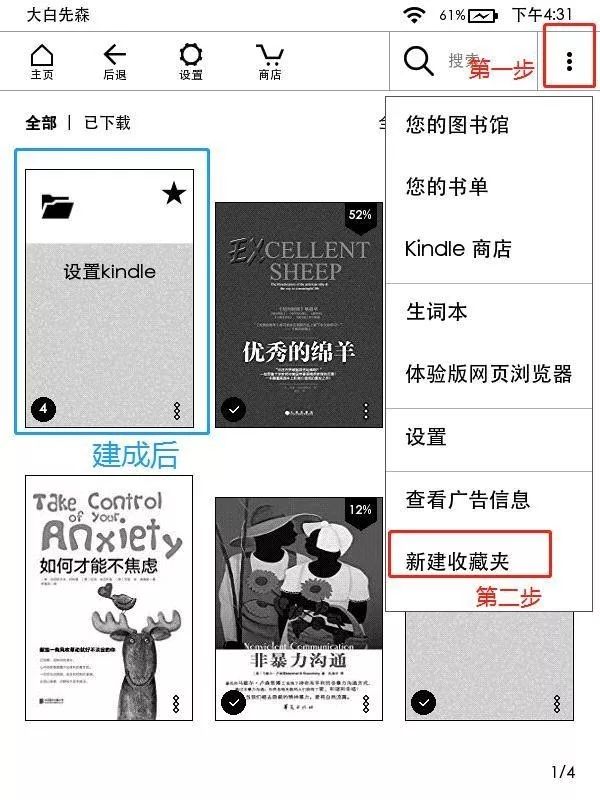 大白先森
61%
下午4:31
主页
后退
设置
商店
搜索
第一步
全部 | 已下载
您的图书馆
您的书单
Kindle 商店
生词本
体验版网页浏览器
设置
查看广告信息
新建收藏夹
第二步
设置kindle
4
建成后
52%
EXCELLENT
SHEEP
优秀的绵羊
Take Control
of your
Anxiety
如何才能不焦虑
12%
Nonviolent Communication
非暴力沟通
华夏出版社
1/4